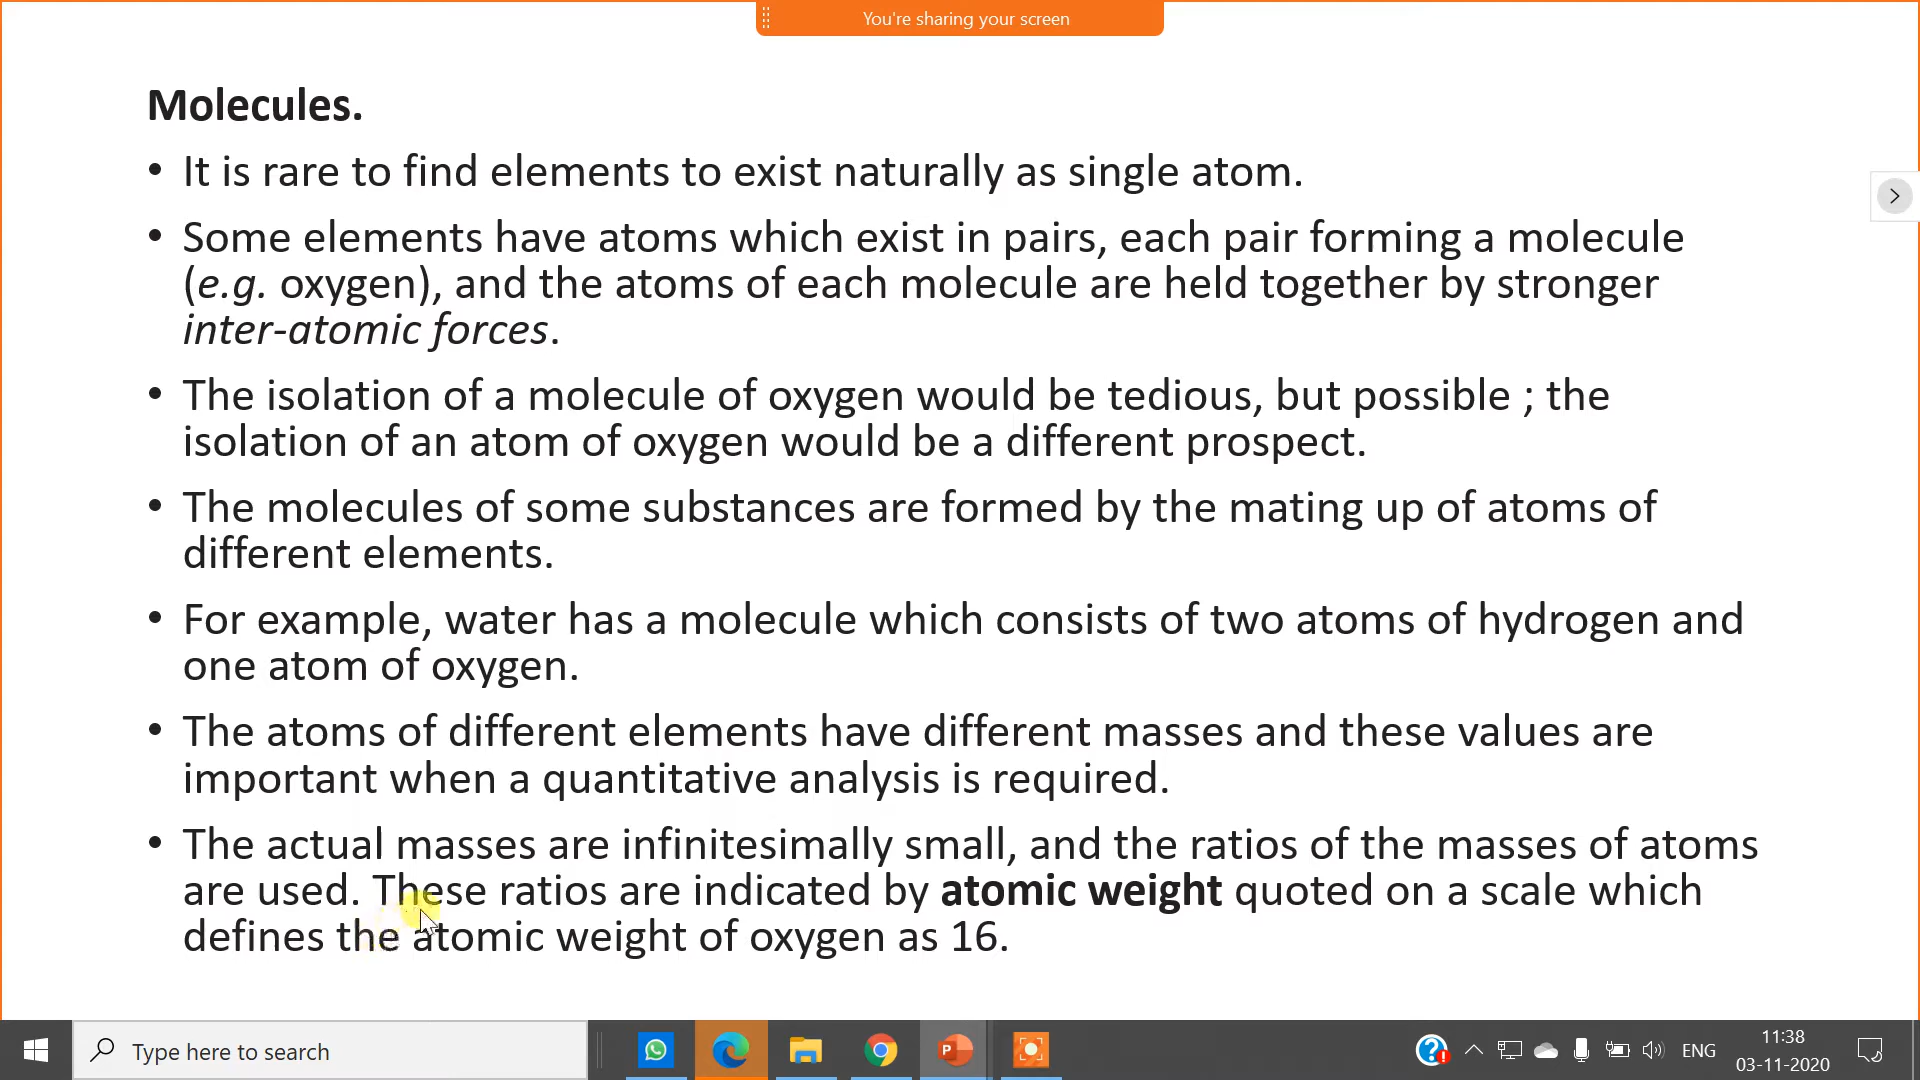 You're sharing your screen
Molecules.
• It is rare to find elements to exist naturally as single atom.
• Some elements have atoms which exist in pairs, each pair forming a molecule
(e.g. oxygen), and the atoms of each molecule are held together by stronger
inter-atomic forces.
• The isolation of a molecule of oxygen would be tedious, but possible ; the
isolation of an atom of oxygen would be a different prospect.
• The molecules of some substances are formed by the mating up of atoms of
different elements.
• For example, water has a molecule which consists of two atoms of hydrogen and
one atom of oxygen.
• The atoms of different elements have different masses and these values are
important when a quantitative analysis is required.
• The actual masses are infinitesimally small, and the ratios of the masses of atoms
are used. These ratios are indicated by atomic weight quoted on a scale which
defines the atomic weight of oxygen as 16.
Type here to search
ENG
11:38
03-11-2020